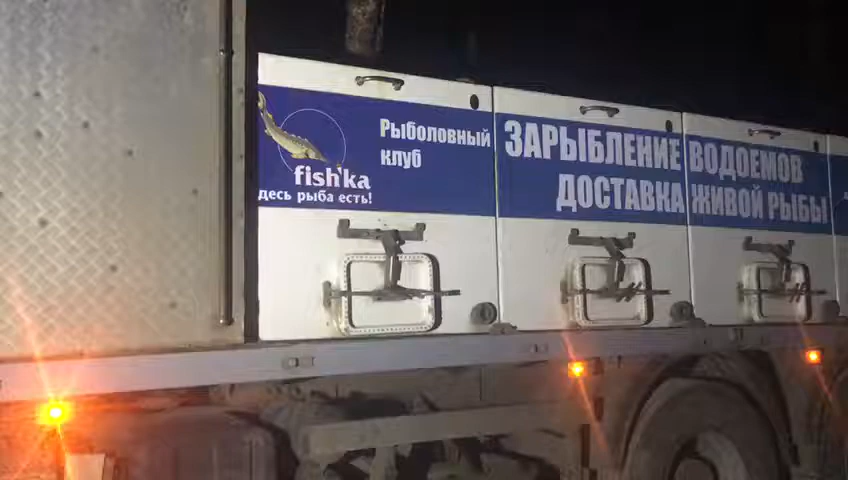 Рыболовный
клуб
fish'ka
десь рыба есть!
ЗАРЫБЛЕНИЕ ВОДОЕМОВ
ДОСТАВКА ЖИВОЙ РЫБЫ